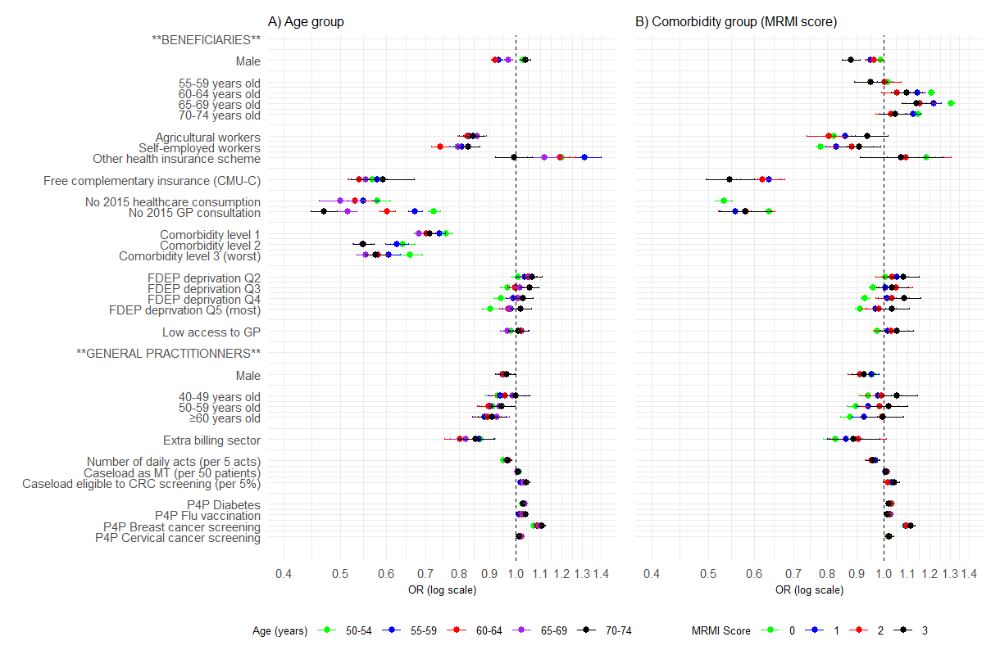 A) Age group
B) Comorbidity group (MRMI score)
**BENEFICIARIES**
Male
55-59 years old
60-64 years old
65-69 years old
70-74 years old
Agricultural workers
Self-employed workers
Other health insurance scheme
Free complementary insurance (CMU-C)
No 2015 healthcare consumption
No 2015 GP consultation
Comorbidity level 1
Comorbidity level 2
Comorbidity level 3 (worst)
FDEP deprivation Q2
FDEP deprivation Q3
FDEP deprivation Q4
FDEP deprivation Q5 (most)
Low access to GP
**GENERAL PRACTITIONNERS**
Male
40-49 years old
50-59 years old
≥60 years old
Extra billing sector
Number of daily acts (per 5 acts)
Caseload as MT (per 50 patients)
Caseload eligible to CRC screening (per 5%)
P4P Diabetes
P4P Flu vaccination
P4P Breast cancer screening
P4P Cervical cancer screening
0.4 0.5 0.6 0.7 0.8 0.9 1.0 1.1 1.2 1.3 1.4
0.4 0.5 0.6 0.7 0.8 0.9 1.0 1.1 1.2 1.3 1.4
OR (log scale)
OR (log scale)
Age (years) 50-54 55-59 60-64 65-69 70-74
MRMI Score 0 1 2 3